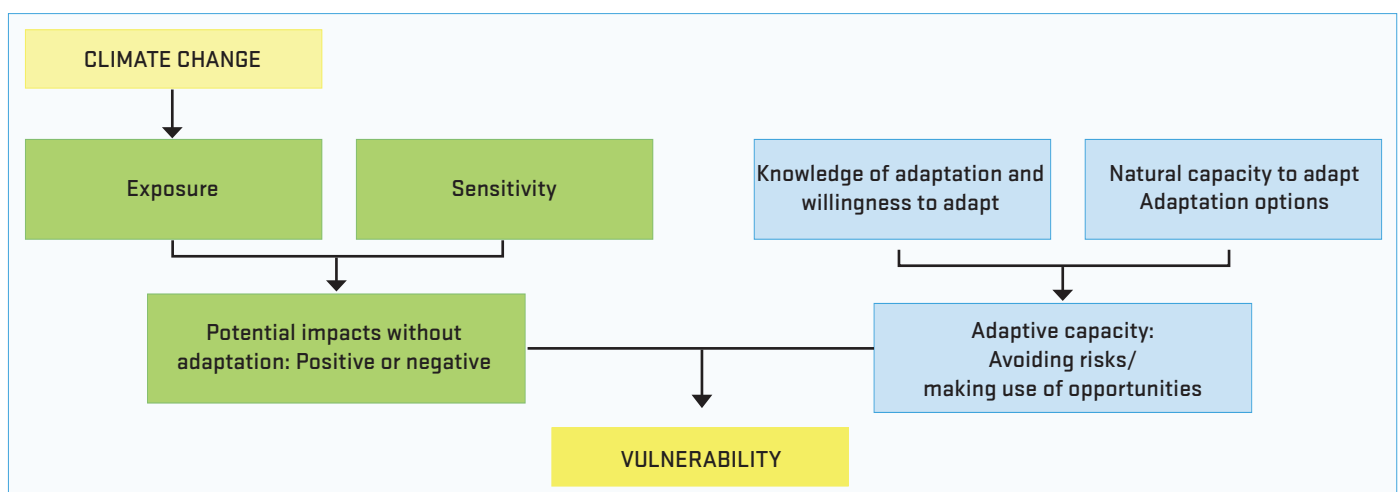 CLIMATE CHANGE
Exposure
Sensitivity
Knowledge of adaptation and
willingness to adapt
Natural capacity to adapt
Adaptation options
Potential impacts without
adaptation: Positive or negative
Adaptive capacity:
Avoiding risks/
making use of opportunities
VULNERABILITY